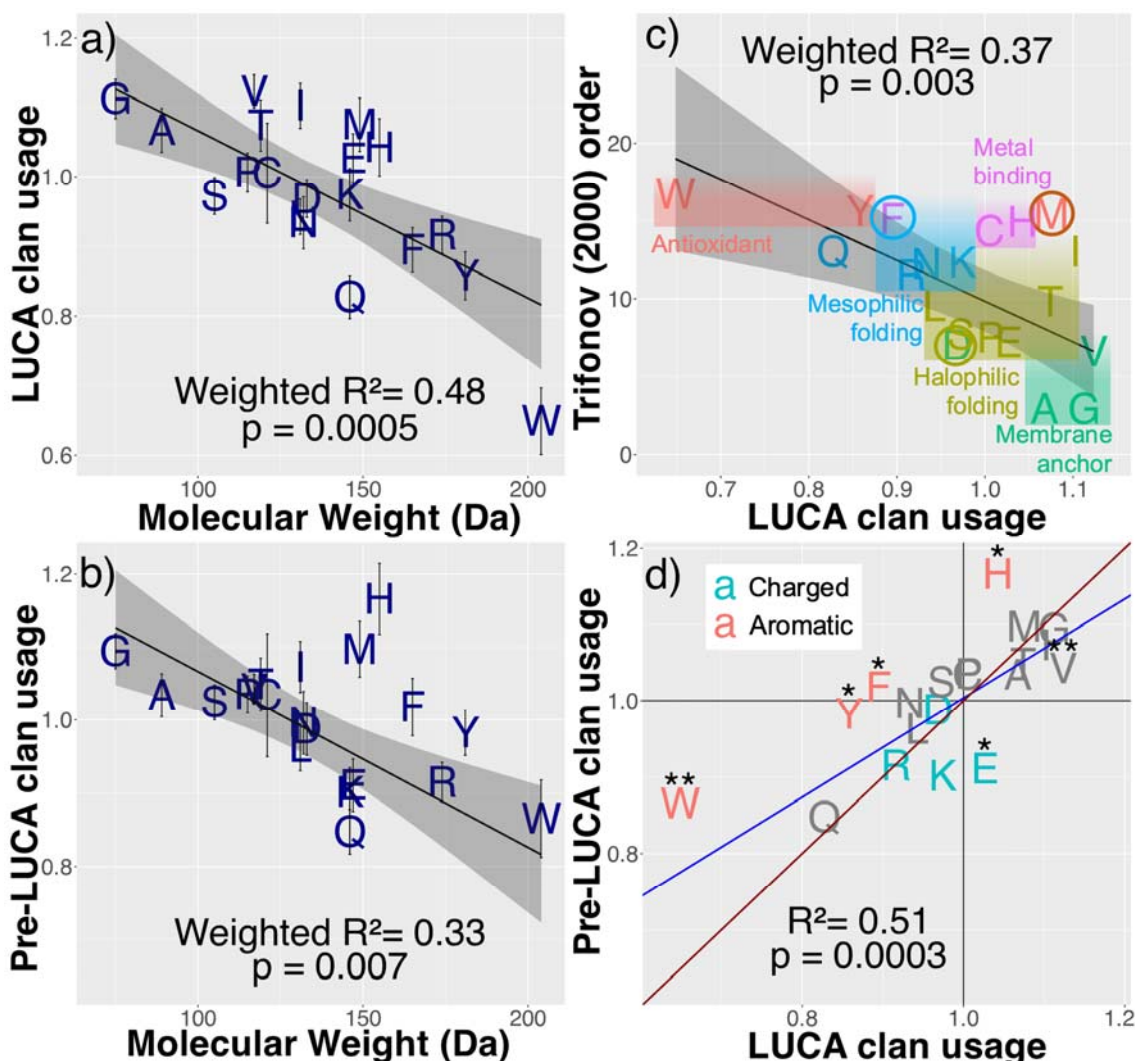 a)
1.2
1.0
0.8
0.6
LUCA clan usage
G
A
S
V
T
P
C
I
D
N
M
H
E
K
Q
F
R
Y
W
Weighted R²= 0.48
p = 0.0005
100
150
200
Molecular Weight (Da)
c)
Weighted R²= 0.37
p = 0.003
Trifonov (2000) order
20
10
0
Metal
binding
W
Y
F
C
H
M
Antioxidant
Q
R
N
K
I
Mesophilic
folding
L
S
D
P
E
T
V
Halophilic
folding
A
G
Membrane
anchor
0.7
0.8
0.9
1.0
1.1
LUCA clan usage
b)
1.2
1.0
0.8
Pre-LUCA clan usage
G
A
S
P
T
C
I
N
D
L
H
M
E
K
Q
F
R
Y
W
Weighted R²= 0.33
p = 0.007
100
150
200
Molecular Weight (Da)
d)
1.2
1.0
0.8
Pre-LUCA clan usage
a Charged
a Aromatic
*
H
M
G
I
**
T
A
V
*
F
*
Y
S
C
P
N
D
L
R
K
*
E
**
W
Q
R²= 0.51
p = 0.0003
0.8
1.0
1.2
LUCA clan usage